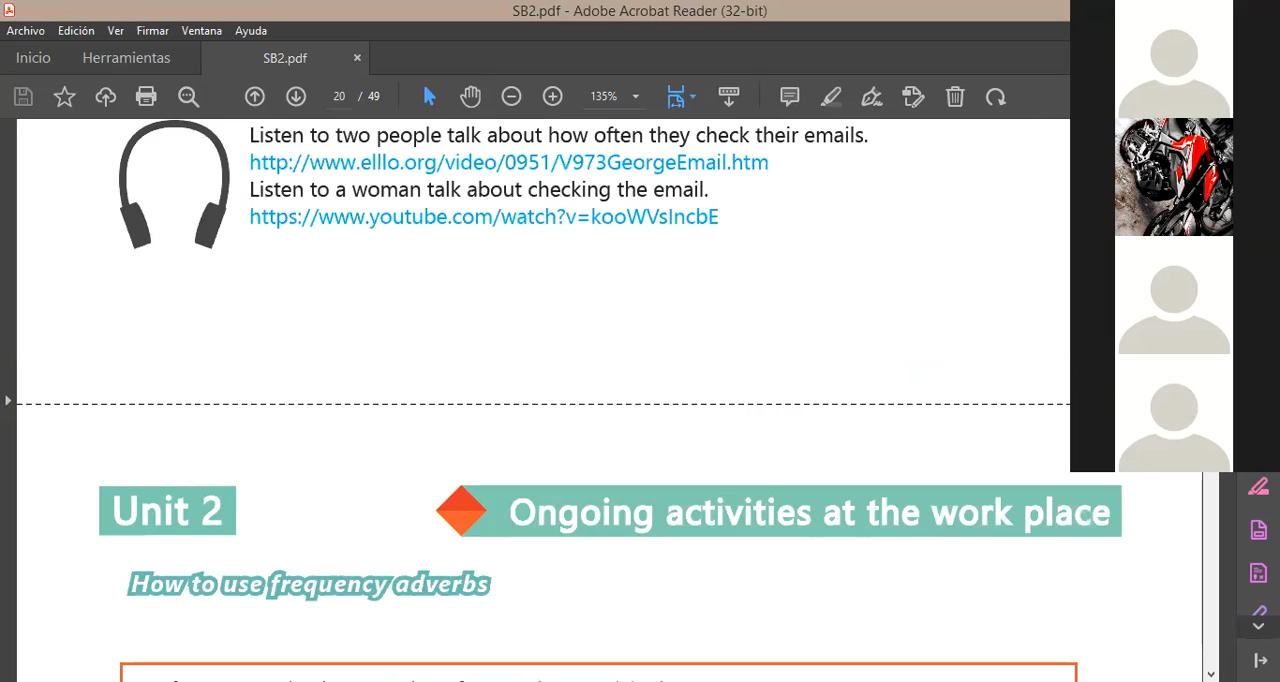 SB2.pdf - Adobe Acrobat Reader (32-bit)
Archivo Edición Ver Firmar Ventana Ayuda
Inicio Herramientas SB2.pdf ×
20 / 49 135%
Listen to two people talk about how often they check their emails.
http://www.elllo.org/video/0951/V973GeorgeEmail.htm
Listen to a woman talk about checking the email.
https://www.youtube.com/watch?v=kooWVsIncbE
Unit 2 Ongoing activities at the work place
How to use frequency adverbs